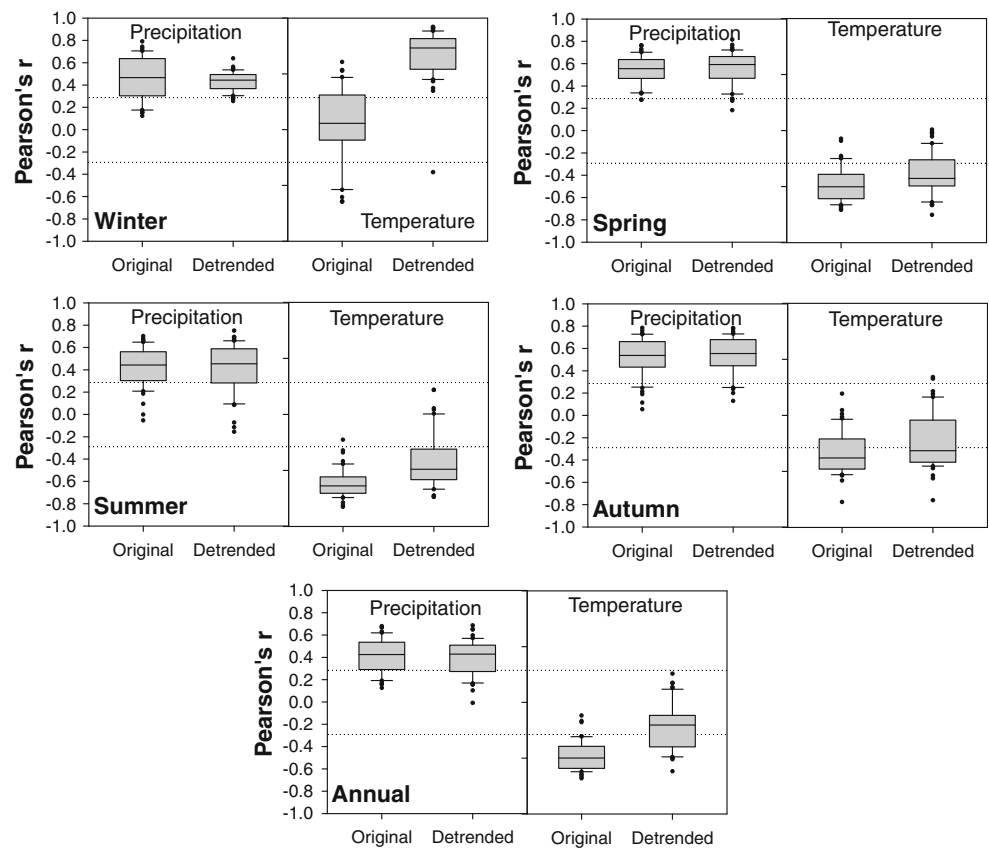 Pearson's r
1.0
0.8
0.6
0.4
0.2
0.0
-0.2
-0.4
-0.6
-0.8
-1.0
Precipitation
Winter
Temperature
Original Detrended Original Detrended
Pearson's r
1.0
0.8
0.6
0.4
0.2
0.0
-0.2
-0.4
-0.6
-0.8
-1.0
Precipitation
Temperature
Spring
Original Detrended Original Detrended
Pearson's r
1.0
0.8
0.6
0.4
0.2
0.0
-0.2
-0.4
-0.6
-0.8
-1.0
Precipitation
Temperature
Summer
Original Detrended Original Detrended
Pearson's r
1.0
0.8
0.6
0.4
0.2
0.0
-0.2
-0.4
-0.6
-0.8
-1.0
Precipitation
Temperature
Autumn
Original Detrended Original Detrended
Pearson's r
1.0
0.8
0.6
0.4
0.2
0.0
-0.2
-0.4
-0.6
-0.8
-1.0
Precipitation
Temperature
Annual
Original Detrended Original Detrended